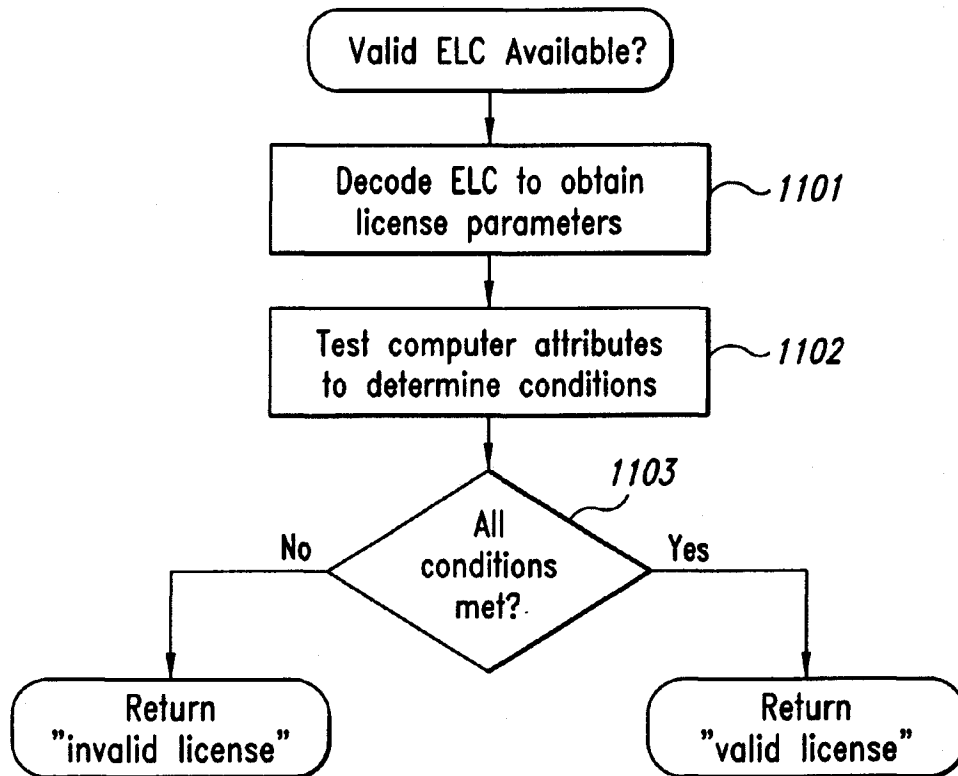 Valid ELC Available?
Decode ELC to obtain
license parameters
1101
Test computer attributes
to determine conditions
1102
1103
All
conditions
met?
No
Yes
Return
"invalid license"
Return
"valid license"